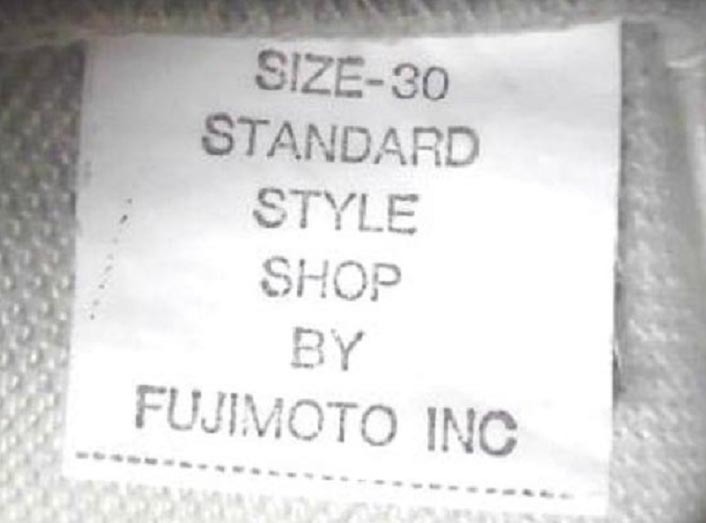 SIZE-30
STANDARD
STYLE
SHOP
BY
FUJIMOTO INC